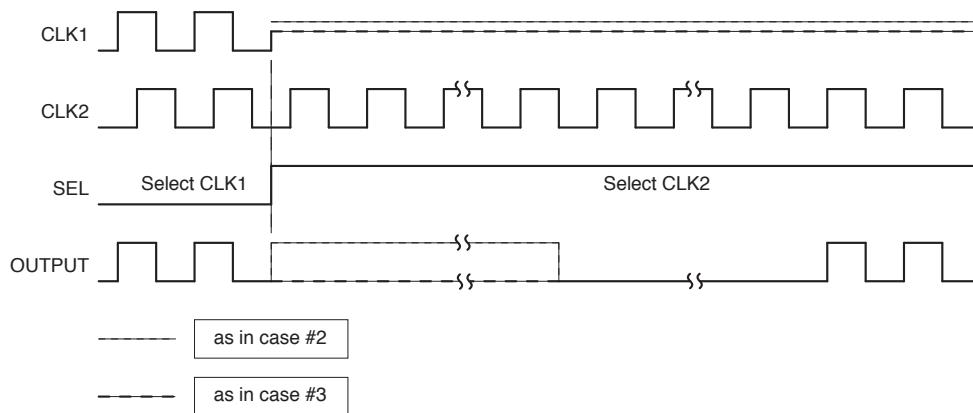 CLK1
CLK2
SEL
Select CLK1
Select CLK2
OUTPUT
as in case #2
as in case #3